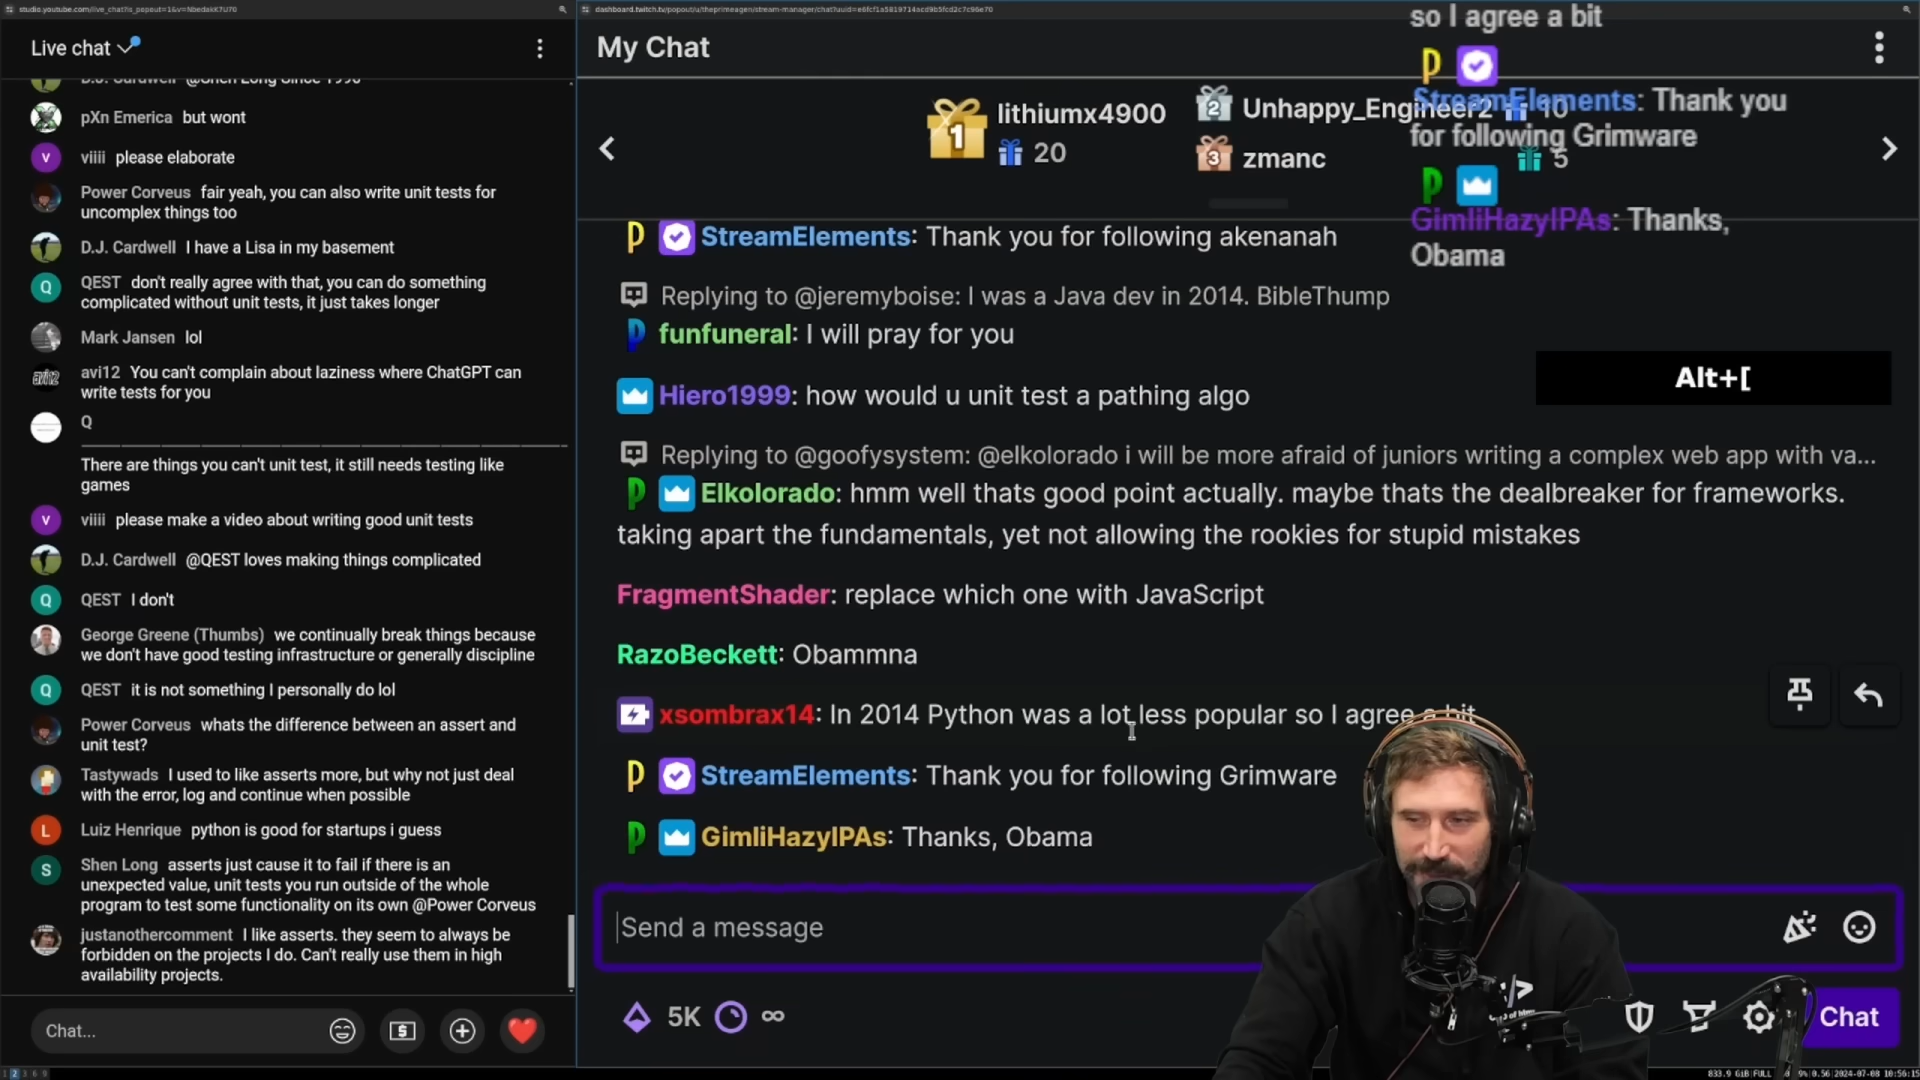 studio.youtube.com/live_chat?is_popout=1&v=NbedakK7U70
Live chat
D.J. Cardwell @Shen Long Since 1996
pXn Emerica but wont
viiii please elaborate
Power Corveus fair yeah, you can also write unit tests for
uncomplex things too
D.J. Cardwell I have a Lisa in my basement
QEST don't really agree with that, you can do something
complicated without unit tests, it just takes longer
Mark Jansen lol
avi12 You can't complain about laziness where ChatGPT can
write tests for you
Q
There are things you can't unit test, it still needs testing like
games
viiii please make a video about writing good unit tests
D.J. Cardwell @QEST loves making things complicated
QEST I don't
George Greene (Thumbs) we continually break things because
we don't have good testing infrastructure or generally discipline
QEST it is not something I personally do lol
Power Corveus whats the difference between an assert and
unit test?
Tastywads I used to like asserts more, but why not just deal
with the error, log and continue when possible
Luiz Henrique python is good for startups i guess
Shen Long asserts just cause it to fail if there is an
unexpected value, unit tests you run outside of the whole
program to test some functionality on its own @Power Corveus
justanothercomment I like asserts. they seem to always be
forbidden on the projects I do. Can't really use them in high
availability projects.
Chat...
My Chat
1 lithiumx4900
20
2 Unhappy_Engineer2 10
3 zmanc 5
StreamElements: Thank you for following akenanah
Replying to @jeremyboise: I was a Java dev in 2014. BibleThump
funfuneral: I will pray for you
Hiero1999: how would u unit test a pathing algo
Replying to @goofysystem: @elkolorado i will be more afraid of juniors writing a complex web app with va...
Elkolorado: hmm well thats good point actually. maybe thats the dealbreaker for frameworks.
taking apart the fundamentals, yet not allowing the rookies for stupid mistakes
FragmentShader: replace which one with JavaScript
RazoBeckett: Obammna
xsombrax14: In 2014 Python was a lot less popular so I agree a bit
StreamElements: Thank you for following Grimware
GimliHazyIPAs: Thanks, Obama
Send a message
5K ∞
Chat
so I agree a bit
StreamElements: Thank you
for following Grimware
GimliHazyIPAs: Thanks,
Obama
Alt+[